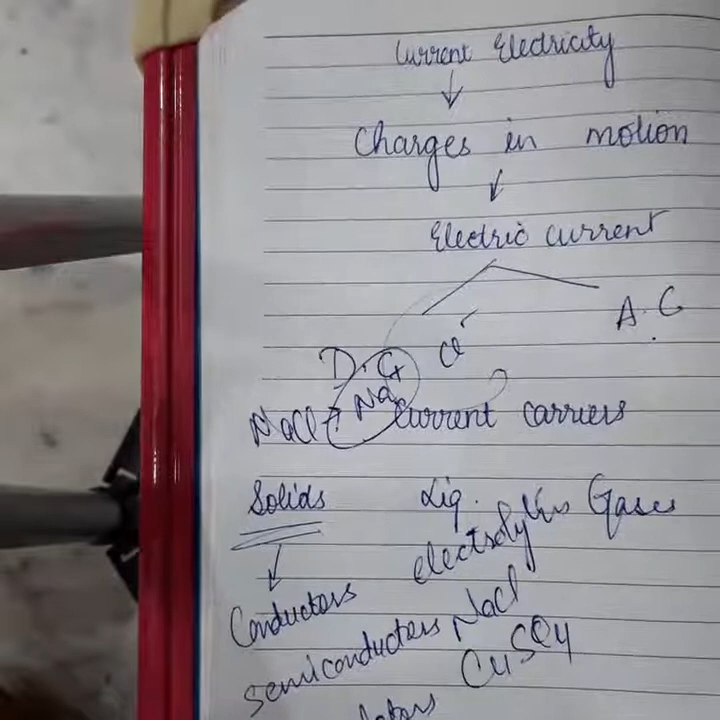 Current Electricity
Charges in motion
Electric current
D.C Cl⁻ A.C
NaCl → Na⁺ current carriers
Solids Liq. Gases
electrolytes
Conductors NaCl
semiconductors CuSO4